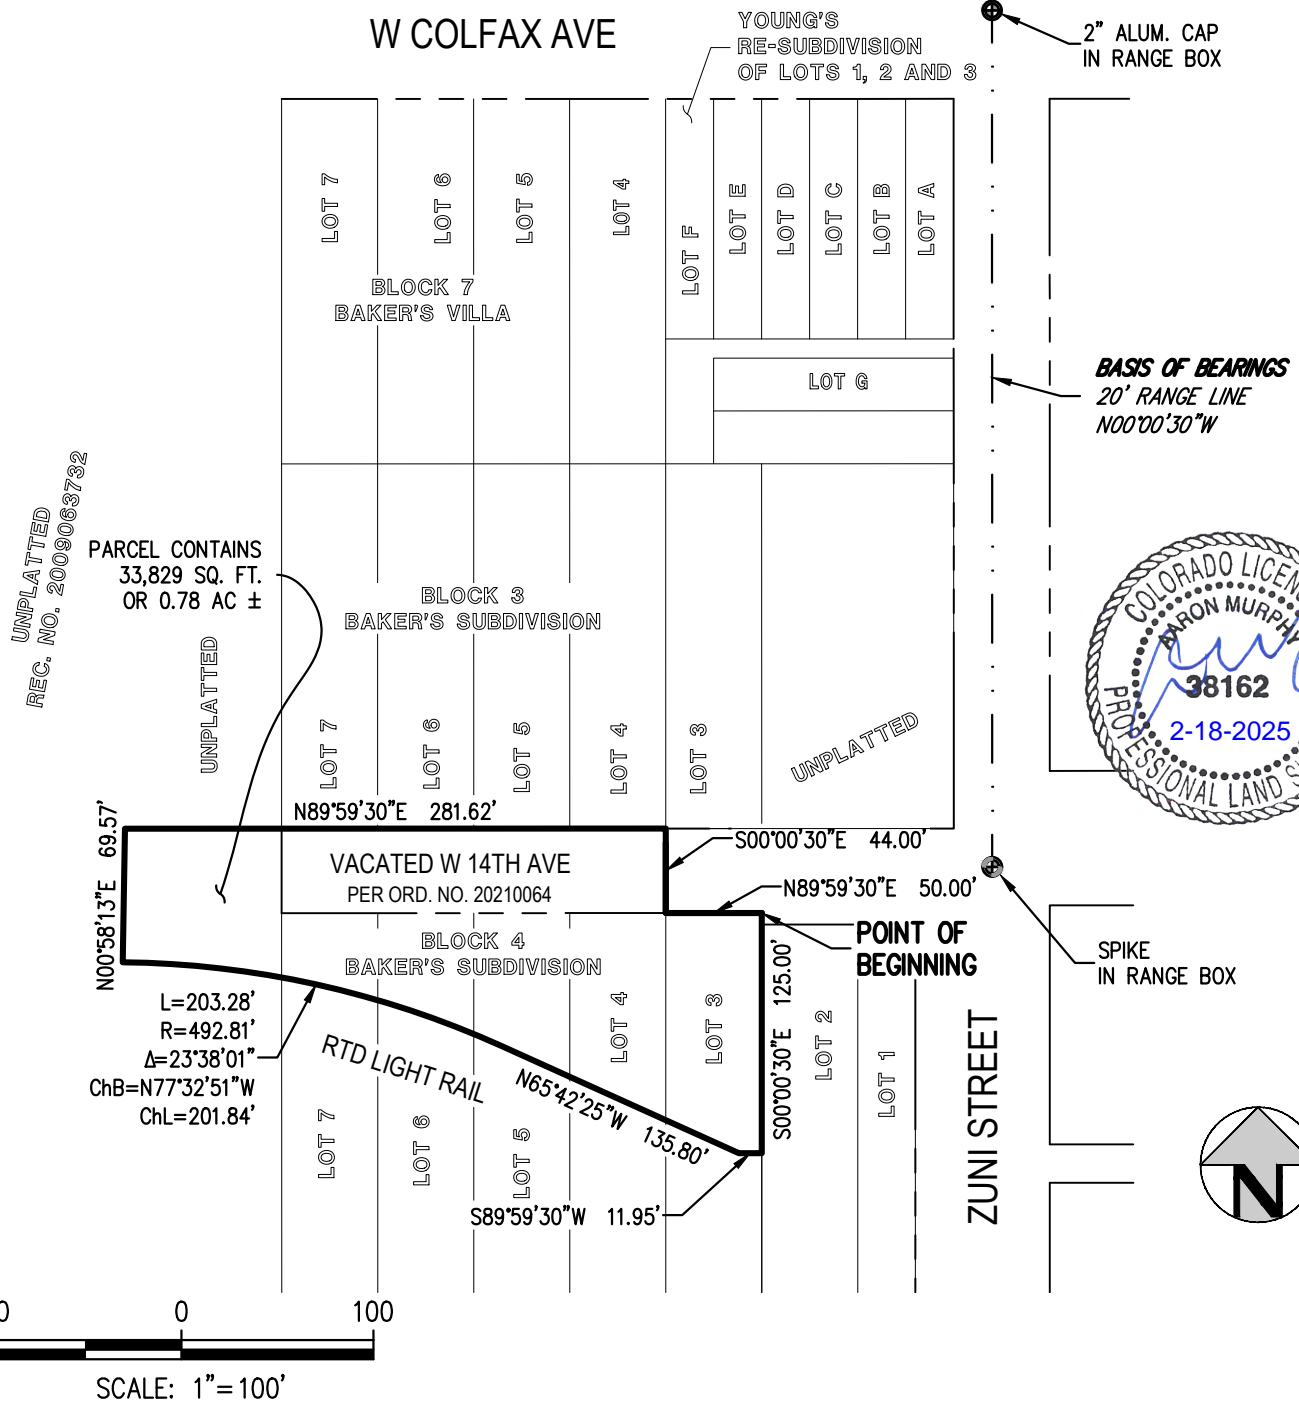 W COLFAX AVE
YOUNG'S
RE-SUBDIVISION
OF LOTS 1, 2 AND 3
2" ALUM. CAP
IN RANGE BOX
LOT 7
LOT 6
LOT 5
LOT 4
LOT F
LOT E
LOT D
LOT C
LOT B
LOT A
BLOCK 7
BAKER'S VILLA
LOT G
BASIS OF BEARINGS
20' RANGE LINE
N00°00'30"W
UNPLATTED
REC. NO. 2009063732
PARCEL CONTAINS
33,829 SQ. FT.
OR 0.78 AC ±
BLOCK 3
BAKER'S SUBDIVISION
UNPLATTED
LOT 7
LOT 6
LOT 5
LOT 4
LOT 3
UNPLATTED
COLORADO LICEN
AARON MURPHY
38162
2-18-2025
PROFESSIONAL LAND S
N89°59'30"E 281.62'
N00°58'13"E 69.57'
S00°00'30"E 44.00'
VACATED W 14TH AVE
PER ORD. NO. 20210064
N89°59'30"E 50.00'
POINT OF
BEGINNING
BLOCK 4
BAKER'S SUBDIVISION
SPIKE
IN RANGE BOX
L=203.28'
R=492.81'
Δ=23°38'01"
ChB=N77°32'51"W
ChL=201.84'
RTD LIGHT RAIL
N65°42'25"W 135.80'
S00°00'30"E 125.00'
LOT 4
LOT 3
LOT 2
LOT 1
LOT 7
LOT 6
LOT 5
S89°59'30"W 11.95'
ZUNI STREET
N
0
0
100
SCALE: 1"=100'